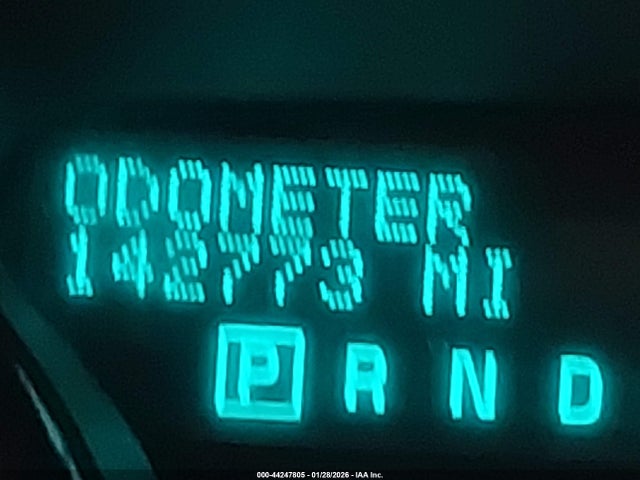 ODOMETER
142773 MI
P R N D
000-44247805 - 01/28/2026 - IAA Inc.